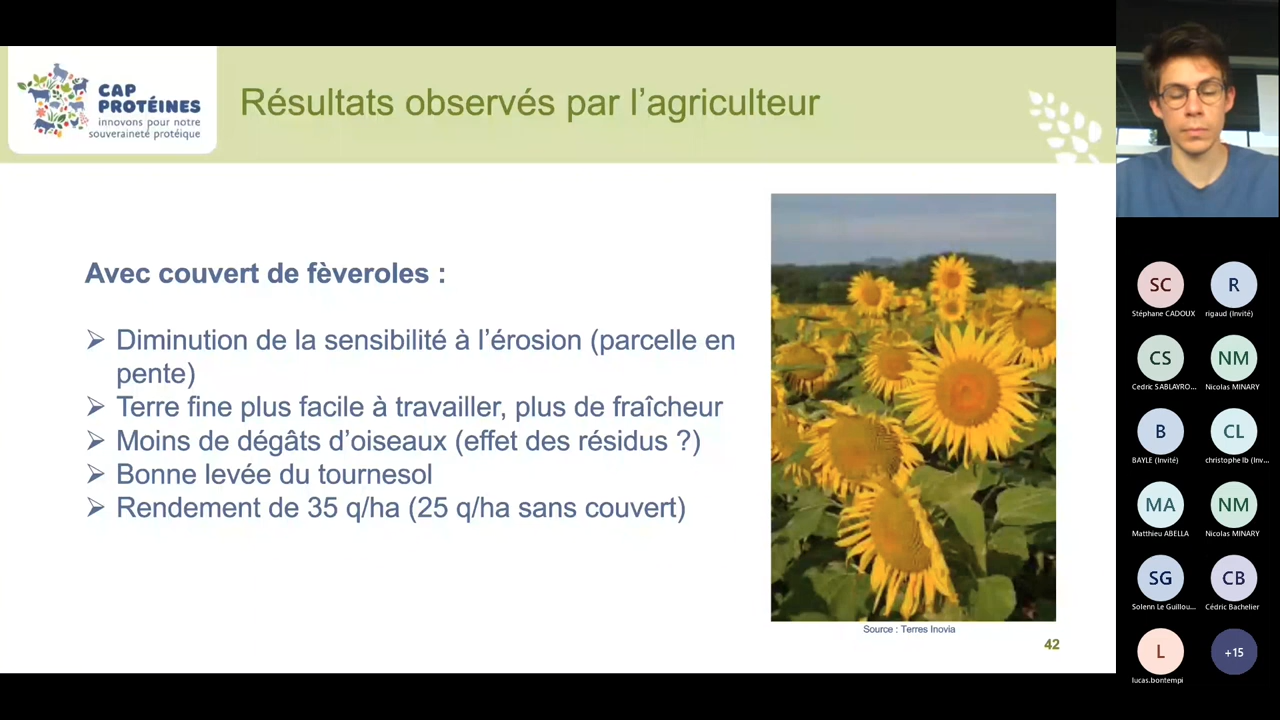 CAP
PROTÉINES
innovons pour notre
souveraineté protéique
Résultats observés par l’agriculteur
Avec couvert de fèveroles :
➢ Diminution de la sensibilité à l’érosion (parcelle en
pente)
➢ Terre fine plus facile à travailler, plus de fraîcheur
➢ Moins de dégâts d’oiseaux (effet des résidus ?)
➢ Bonne levée du tournesol
➢ Rendement de 35 q/ha (25 q/ha sans couvert)
Source : Terres Inovia
42
SC
Stéphane CADOUX
R
rigaud (Invité)
CS
Cedric SABLAYRO...
NM
Nicolas MINARY
B
BAYLE (Invité)
CL
christophe lb (Inv...
MA
Matthieu ABELLA
NM
Nicolas MINARY
SG
Solenn Le Guillou...
CB
Cédric Bachelier
L
lucas.bontempi
+15